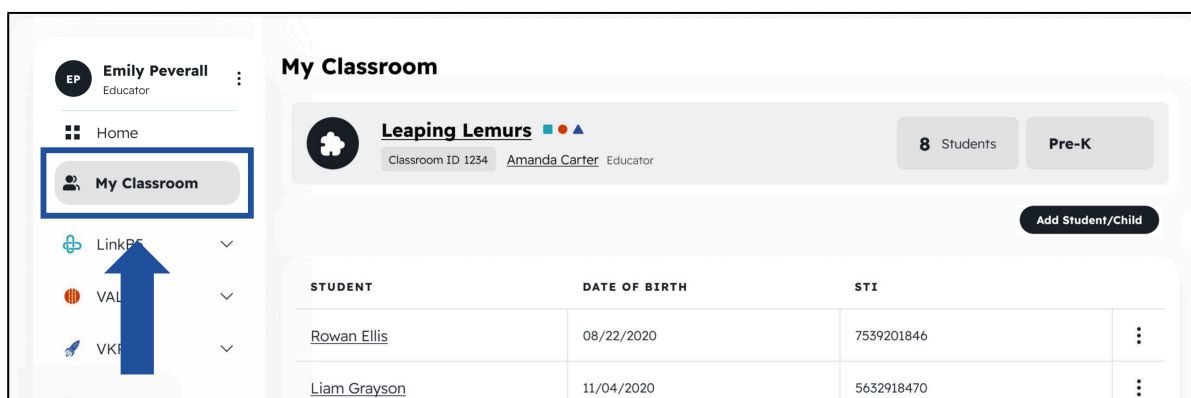 EP
Emily Peverall
Educator
Home
My Classroom
My Classroom
Leaping Lemurs
Classroom ID 1234 Amanda Carter Educator
8 Students
Pre-K
Add Student/Child
STUDENT DATE OF BIRTH STI
Rowan Ellis 08/22/2020 7539201846
Liam Grayson 11/04/2020 5632918470